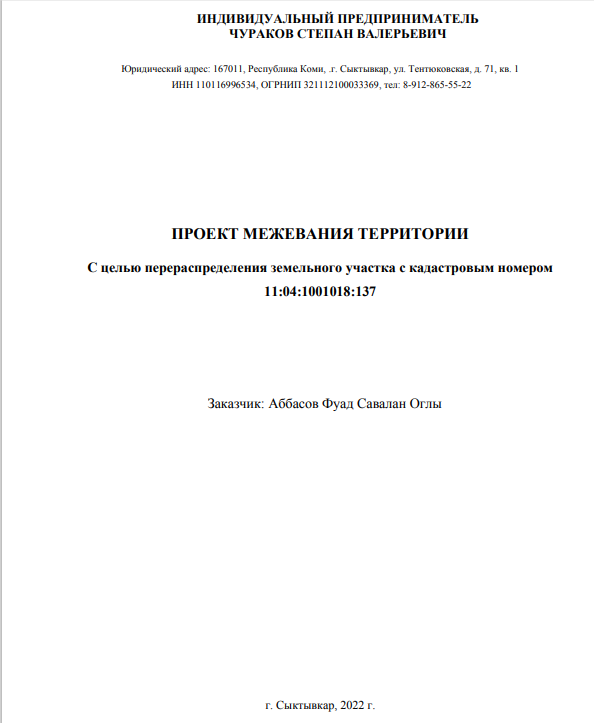 ИНДИВИДУАЛЬНЫЙ ПРЕДПРИНИМАТЕЛЬ
ЧУРАКОВ СТЕПАН ВАЛЕРЬЕВИЧ
Юридический адрес: 167011, Республика Коми, .г. Сыктывкар, ул. Тентюковская, д. 71, кв. 1
ИНН 110116996534, ОГРНИП 321112100033369, тел: 8-912-865-55-22
ПРОЕКТ МЕЖЕВАНИЯ ТЕРРИТОРИИ
С целью перераспределения земельного участка с кадастровым номером
11:04:1001018:137
Заказчик: Аббасов Фуад Савалан Оглы
г. Сыктывкар, 2022 г.